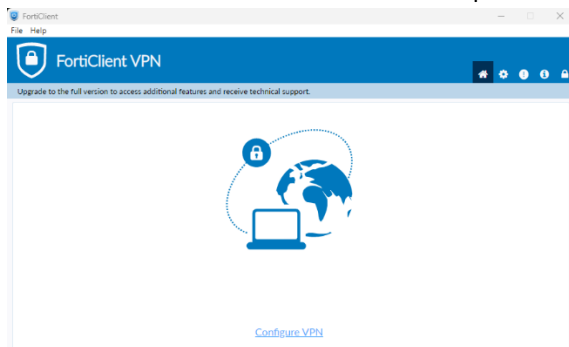 FortiClient
File Help
FortiClient VPN
Upgrade to the full version to access additional features and receive technical support.
Configure VPN